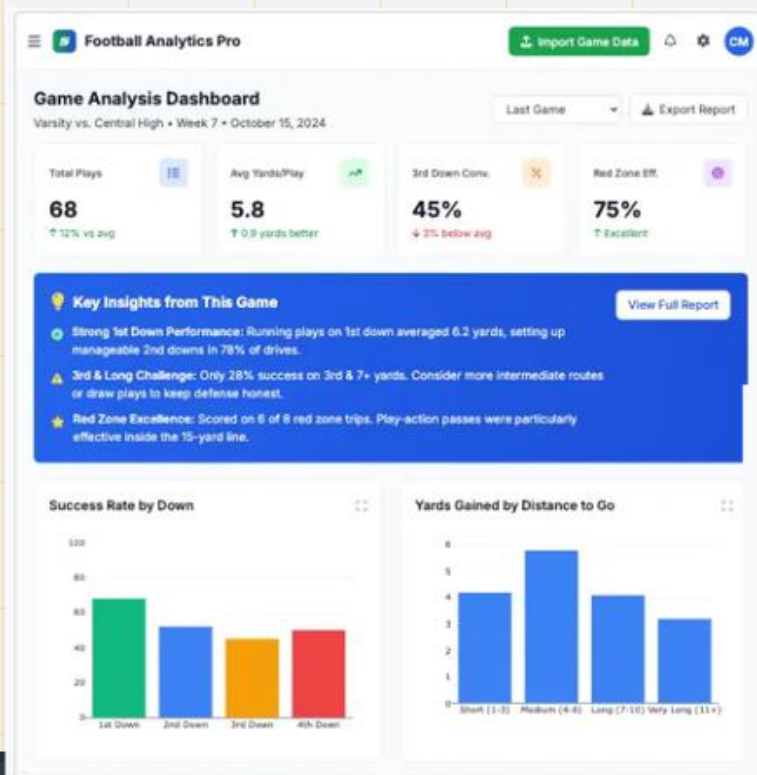 Football Analytics Pro
Import Game Data
CM
Game Analysis Dashboard
Varsity vs. Central High • Week 7 • October 15, 2024
Last Game
Export Report
Total Plays
68
↑ 12% vs avg
Avg Yards/Play
5.8
↑ 0.9 yards better
3rd Down Conv.
45%
↓ 3% below avg
Red Zone Eff.
75%
↑ Excellent
Key Insights from This Game
View Full Report
Strong 1st Down Performance: Running plays on 1st down averaged 6.2 yards, setting up
manageable 2nd downs in 78% of drives.
3rd & Long Challenge: Only 28% success on 3rd & 7+ yards. Consider more intermediate routes
or draw plays to keep defense honest.
Red Zone Excellence: Scored on 6 of 8 red zone trips. Play-action passes were particularly
effective inside the 15-yard line.
Success Rate by Down
100
80
60
40
20
0
1st Down 2nd Down 3rd Down 4th Down
Yards Gained by Distance to Go
6
5
4
3
2
1
0
Short (1-3) Medium (4-6) Long (7-10) Very Long (11+)